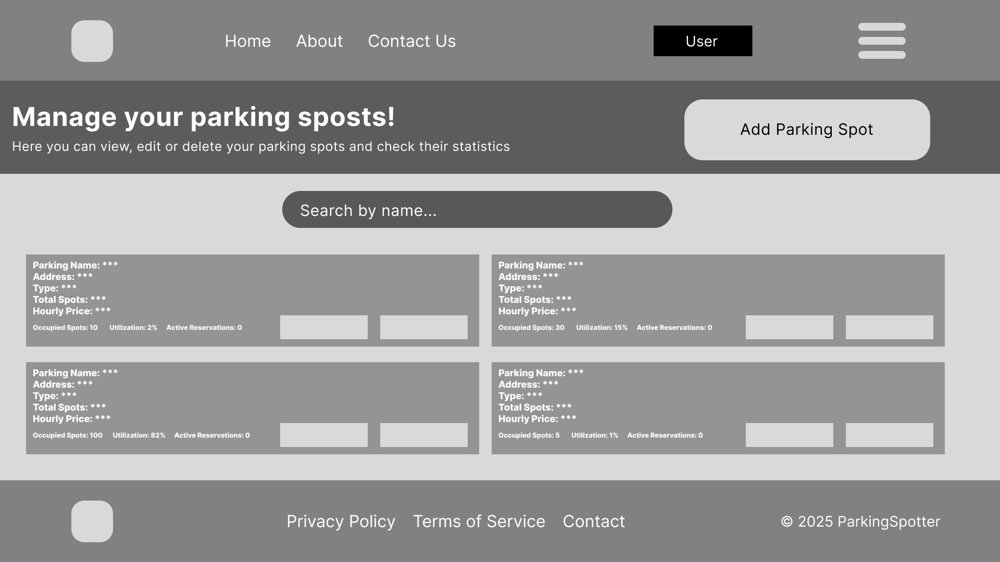 Home About Contact Us
User
Manage your parking sposts!
Here you can view, edit or delete your parking spots and check their statistics
Add Parking Spot
Search by name...
Parking Name: ***
Address: ***
Type: ***
Total Spots: ***
Hourly Price: ***
Occupied Spots: 10 Utilization: 2% Active Reservations: 0
Parking Name: ***
Address: ***
Type: ***
Total Spots: ***
Hourly Price: ***
Occupied Spots: 30 Utilization: 15% Active Reservations: 0
Parking Name: ***
Address: ***
Type: ***
Total Spots: ***
Hourly Price: ***
Occupied Spots: 100 Utilization: 82% Active Reservations: 0
Parking Name: ***
Address: ***
Type: ***
Total Spots: ***
Hourly Price: ***
Occupied Spots: 5 Utilization: 1% Active Reservations: 0
Privacy Policy Terms of Service Contact
© 2025 ParkingSpotter